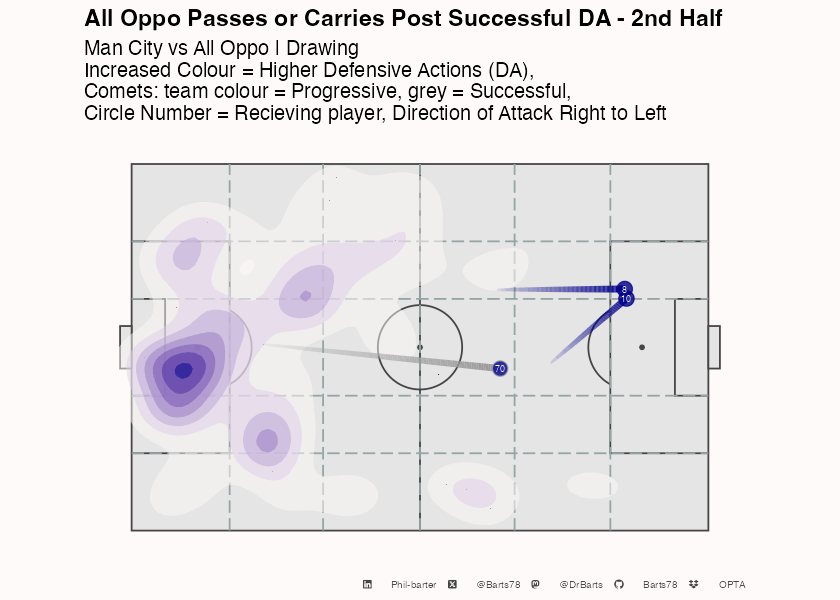 All Oppo Passes or Carries Post Successful DA - 2nd Half
Man City vs All Oppo | Drawing
Increased Colour = Higher Defensive Actions (DA),
Comets: team colour = Progressive, grey = Successful,
Circle Number = Recieving player, Direction of Attack Right to Left
8
10
70
Phil-barter @Barts78 @DrBarts Barts78 OPTA